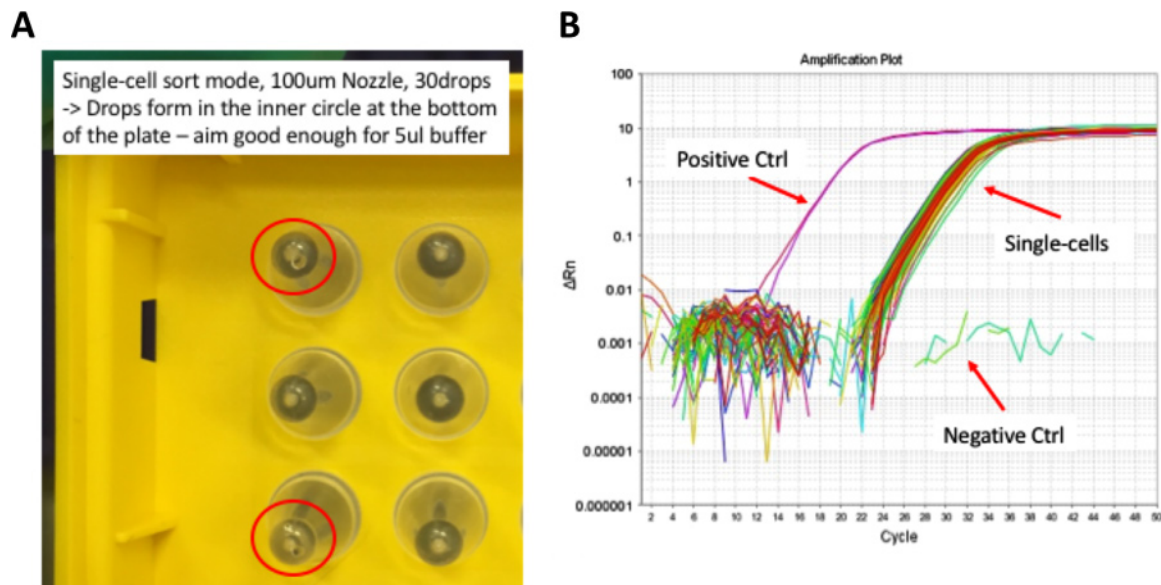 A
B
Single-cell sort mode, 100um Nozzle, 30drops
-> Drops form in the inner circle at the bottom
of the plate – aim good enough for 5ul buffer
Amplification Plot
100
10
1
0.1
0.01
0.001
0.0001
0.00001
0.000001
ΔRn
Positive Ctrl
Single-cells
Negative Ctrl
2 4 6 8 10 12 14 16 18 20 22 24 26 28 30 32 34 36 38 40 42 44 46 48 50
Cycle